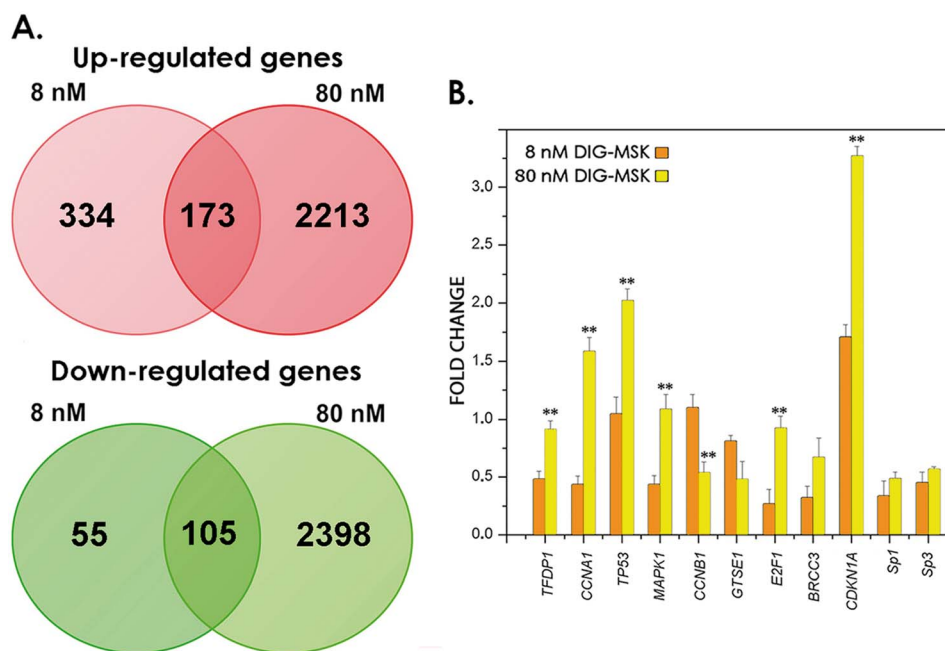 A.
Up-regulated genes
8 nM 80 nM
334 173 2213
Down-regulated genes
8 nM 80 nM
55 105 2398
B.
8 nM DIG-MSK
80 nM DIG-MSK
FOLD CHANGE
3.0
2.5
2.0
1.5
1.0
0.5
0.0
** ** ** ** ** ** **
TFDP1 CCNA1 TP53 MAPK1 CCNB1 GTSE1 E2F1 BRCC3 CDKN1A Sp1 Sp3